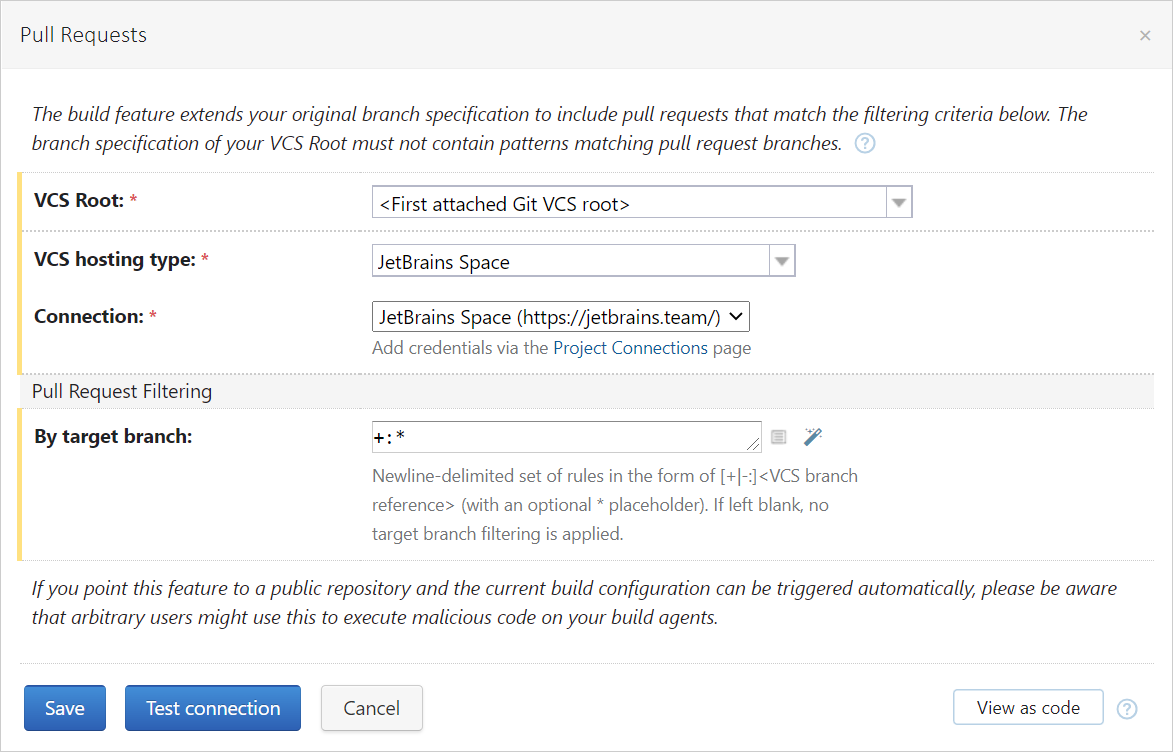 Pull Requests
×
The build feature extends your original branch specification to include pull requests that match the filtering criteria below. The
branch specification of your VCS Root must not contain patterns matching pull request branches. ?
VCS Root: *
<First attached Git VCS root>
VCS hosting type: *
JetBrains Space
Connection: *
JetBrains Space (https://jetbrains.team/)
Add credentials via the Project Connections page
Pull Request Filtering
By target branch:
+:*
Newline-delimited set of rules in the form of [+|-:]<VCS branch
reference> (with an optional * placeholder). If left blank, no
target branch filtering is applied.
If you point this feature to a public repository and the current build configuration can be triggered automatically, please be aware
that arbitrary users might use this to execute malicious code on your build agents.
Save Test connection Cancel View as code ?